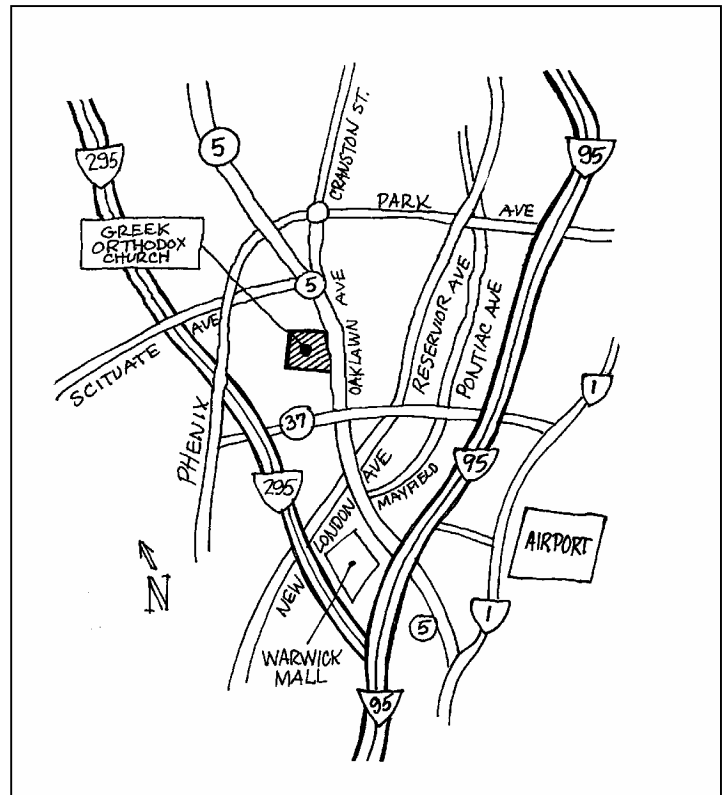 295
5
CRANSTON ST.
95
PARK
AVE
GREEK
ORTHODOX
CHURCH
5
AVE
OAKLAWN
RESERVIOR AVE
PONTIAC AVE
SCITUATE
AVE
1
PHENIX
37
295
95
AVE
MAYFIELD
LONDON
NEW
AIRPORT
N
1
5
WARWICK
MALL
95